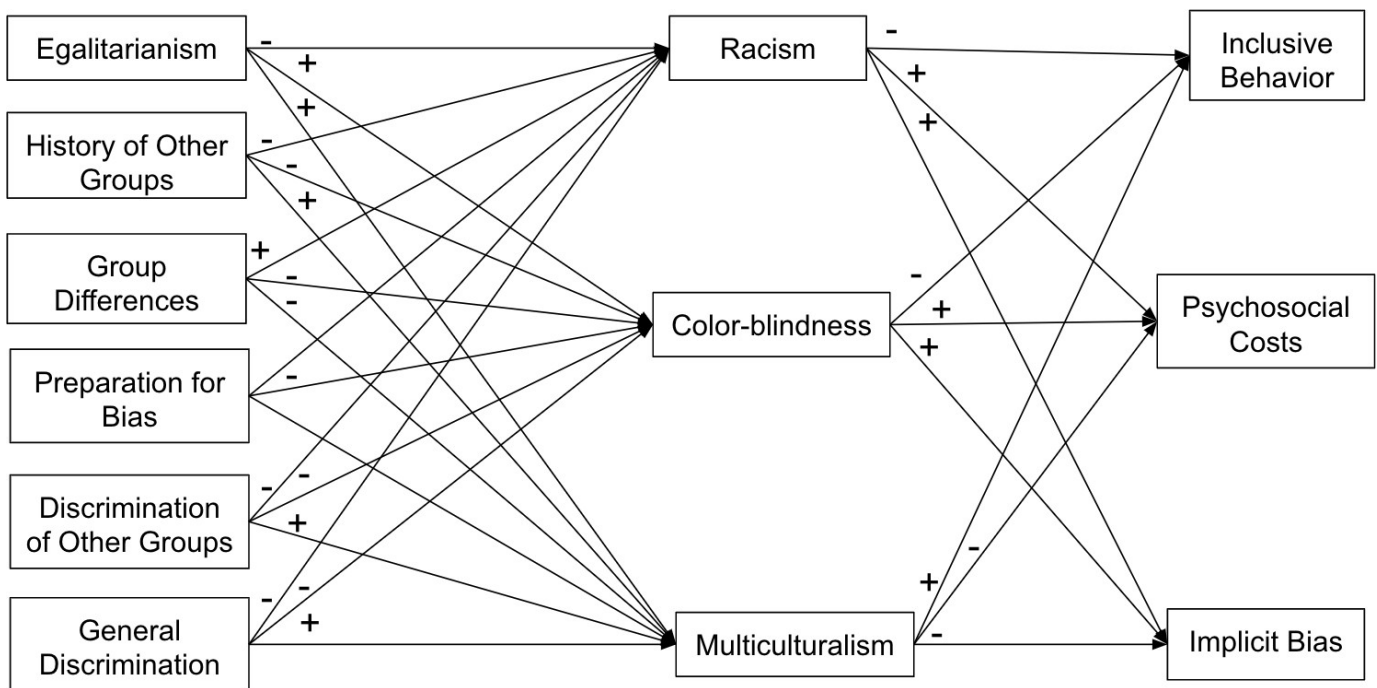 Egalitarianism
History of Other
Groups
Group
Differences
Preparation for
Bias
Discrimination
of Other Groups
General
Discrimination
-
+
+
-
-
+
+
-
-
-
-
-
+
-
-
+
Racism
Color-blindness
Multiculturalism
-
+
+
-
+
+
+
-
-
Inclusive
Behavior
Psychosocial
Costs
Implicit Bias